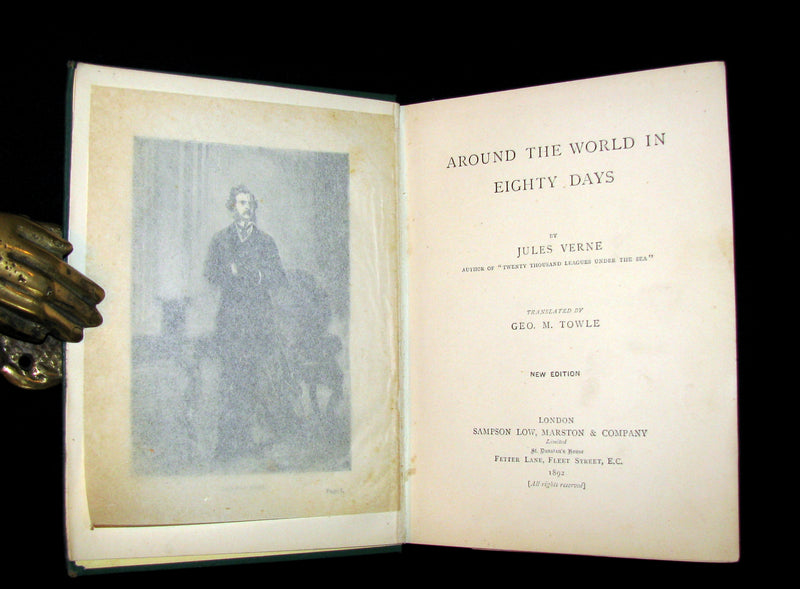 AROUND THE WORLD IN
EIGHTY DAYS
BY
JULES VERNE
AUTHOR OF "TWENTY THOUSAND LEAGUES UNDER THE SEA"
TRANSLATED BY
GEO. M. TOWLE
NEW EDITION
LONDON
SAMPSON LOW, MARSTON & COMPANY
Limited
St. Dunstan's House
FETTER LANE, FLEET STREET, E.C.
1892
[All rights reserved]